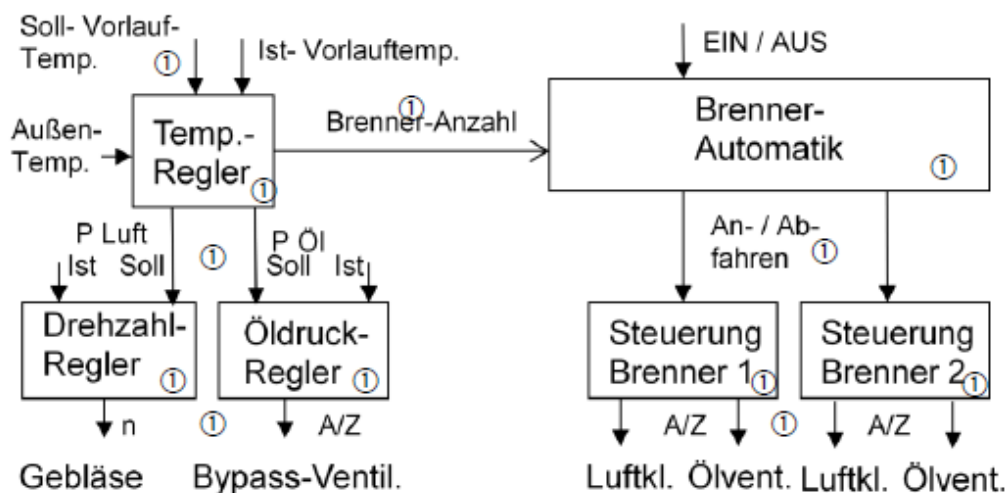 Soll- Vorlauf-
Temp. ①
Ist- Vorlauftemp.
EIN / AUS
Außen-
Temp.
Temp.-
Regler ①
①
Brenner-Anzahl
Brenner-
Automatik ①
P Luft
Ist Soll
①
P Öl
Soll Ist
An- / Ab-
fahren ①
Drehzahl-
Regler ①
Öldruck-
Regler ①
Steuerung
Brenner 1 ①
Steuerung
Brenner 2 ①
n ① A/Z
A/Z ① A/Z
Gebläse Bypass-Ventil.
Luftkl. Ölvent. Luftkl. Ölvent.